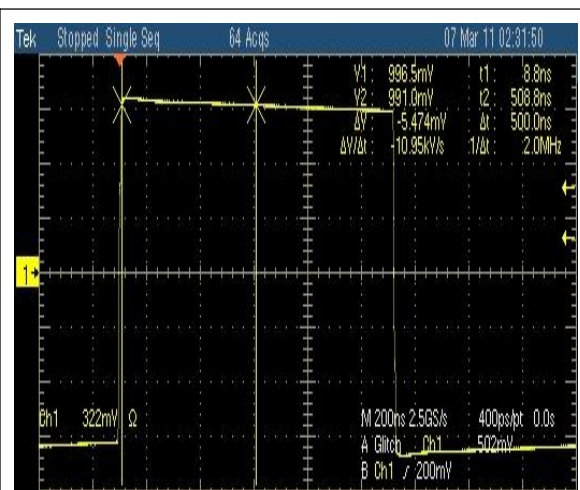 Tek Stopped Single Seq 64 Acqs 07 Mar 11 02:31:50
V1 : 996.5mV t1 : 8.8ns
V2 : 991.0mV t2 : 508.8ns
ΔV : -5.474mV Δt : 500.0ns
ΔV/Δt : -10.95kV/s 1/Δt : 2.0MHz
1
Ch1 322mV Ω M 200ns 2.5GS/s 400ps/pt 0.0s
A Glitch Ch1 502mV
B Ch1 / 200mV